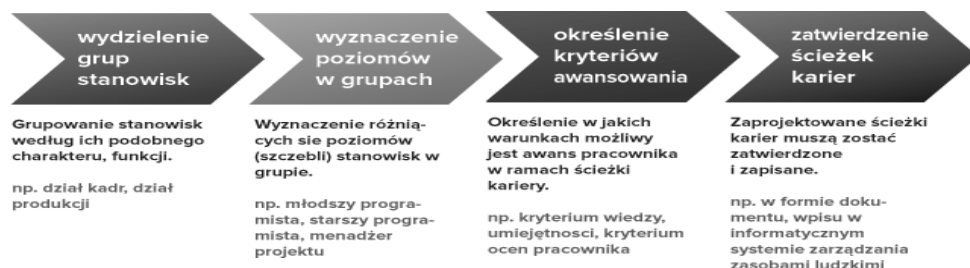 wydzielenie
grup
stanowisk
Grupowanie stanowisk
według ich podobnego
charakteru, funkcji.
np. dział kadr, dział
produkcji
wyznaczenie
poziomów
w grupach
Wyznaczenie różnią-
cych sie poziomów
(szczebli) stanowisk w
grupie.
np. młodszy progra-
mista, starszy progra-
mista, menadżer
projektu
określenie
kryteriów
awansowania
Określenie w jakich
warunkach możliwy
jest awans pracownika
w ramach ścieżki
kariery.
np. kryterium wiedzy,
umiejętnosci, kryterium
ocen pracownika
zatwierdzenie
ścieżek
karier
Zaprojektowane ścieżki
karier muszą zostać
zatwierdzone
i zapisane.
np. w formie doku-
mentu, wpisu w
informatycznym
systemie zarządzania
zasobami ludzkimi